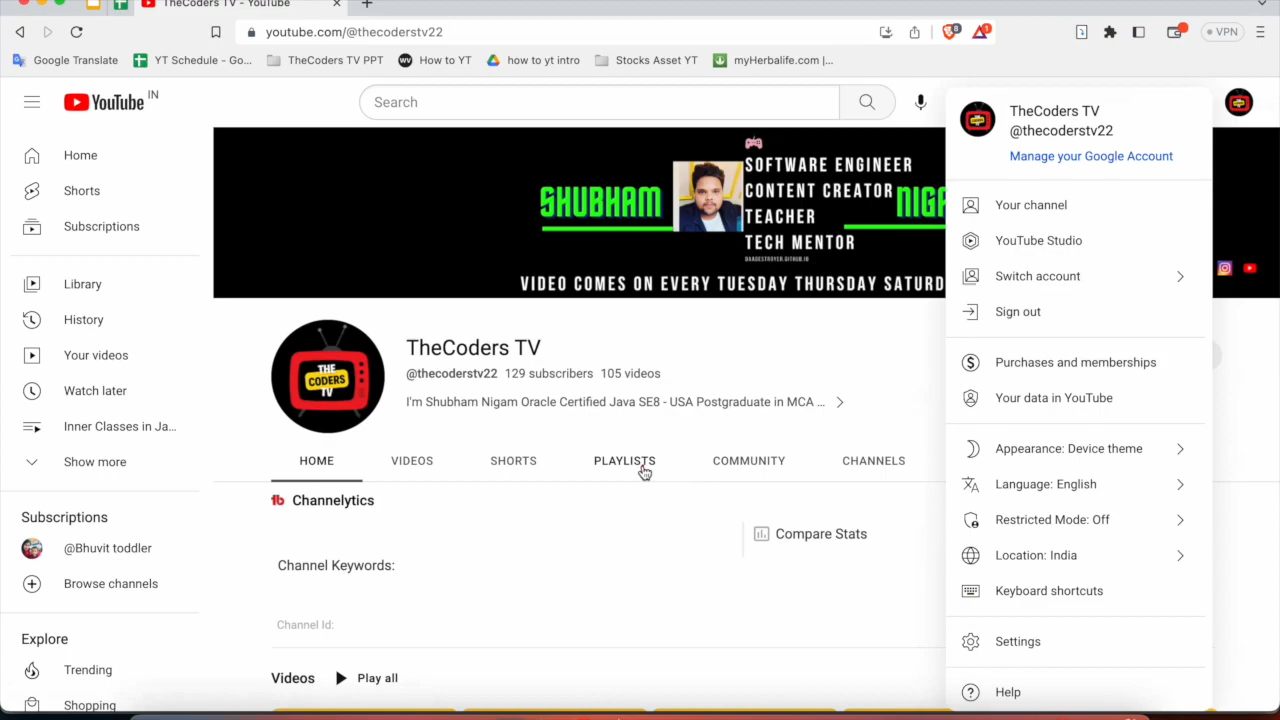 TheCoders TV - YouTube
youtube.com/@thecoderstv22
8
1
VPN
Google Translate
YT Schedule - Go...
TheCoders TV PPT
How to YT
how to yt intro
Stocks Asset YT
myHerbalife.com |...
YouTube IN
Search
Home
Shorts
Subscriptions
Library
History
Your videos
Watch later
Inner Classes in Ja...
Show more
Subscriptions
@Bhuvit toddler
Browse channels
Explore
Trending
Shopping
SHUBHAM
SOFTWARE ENGINEER
CONTENT CREATOR
TEACHER
TECH MENTOR
DAADESTROYER.GITHUB.IO
NIGA
VIDEO COMES ON EVERY TUESDAY THURSDAY SATURD
THE
CODERS
TV
TheCoders TV
@thecoderstv22 129 subscribers 105 videos
I'm Shubham Nigam Oracle Certified Java SE8 - USA Postgraduate in MCA ...
HOME
VIDEOS
SHORTS
PLAYLISTS
COMMUNITY
CHANNELS
tb Channelytics
Compare Stats
Channel Keywords:
Channel Id:
Videos
Play all
TheCoders TV
@thecoderstv22
Manage your Google Account
Your channel
YouTube Studio
Switch account
Sign out
Purchases and memberships
Your data in YouTube
Appearance: Device theme
Language: English
Restricted Mode: Off
Location: India
Keyboard shortcuts
Settings
Help